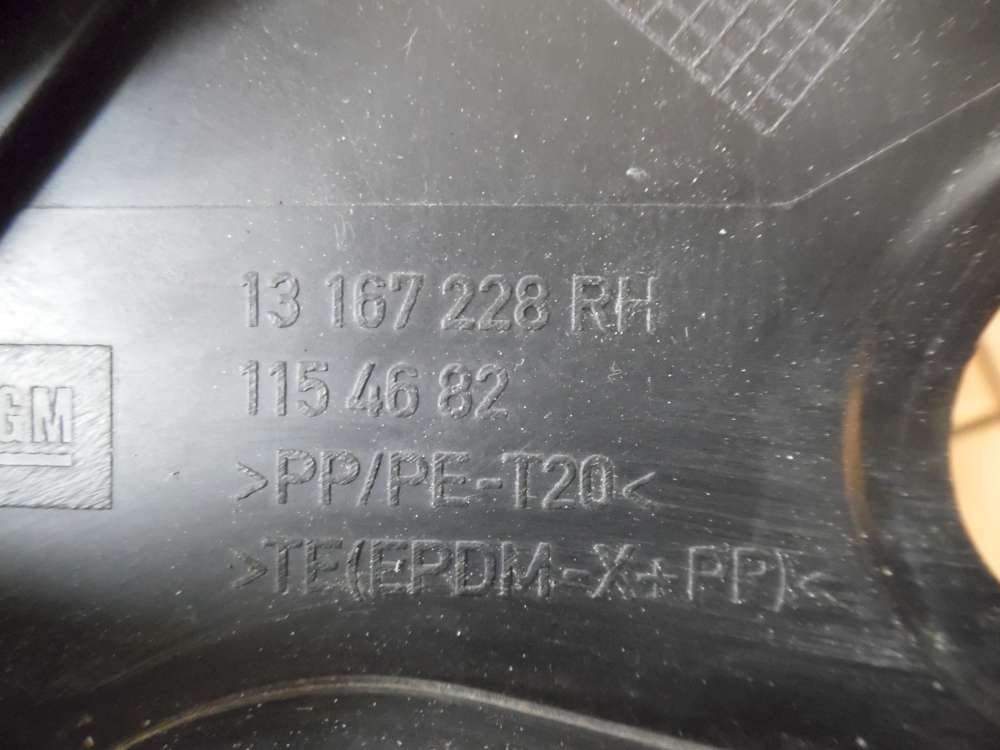 13 167 228 RH
115 46 82
GM
>PP/PE-T20<
>TE(EPDM-X+PP)<